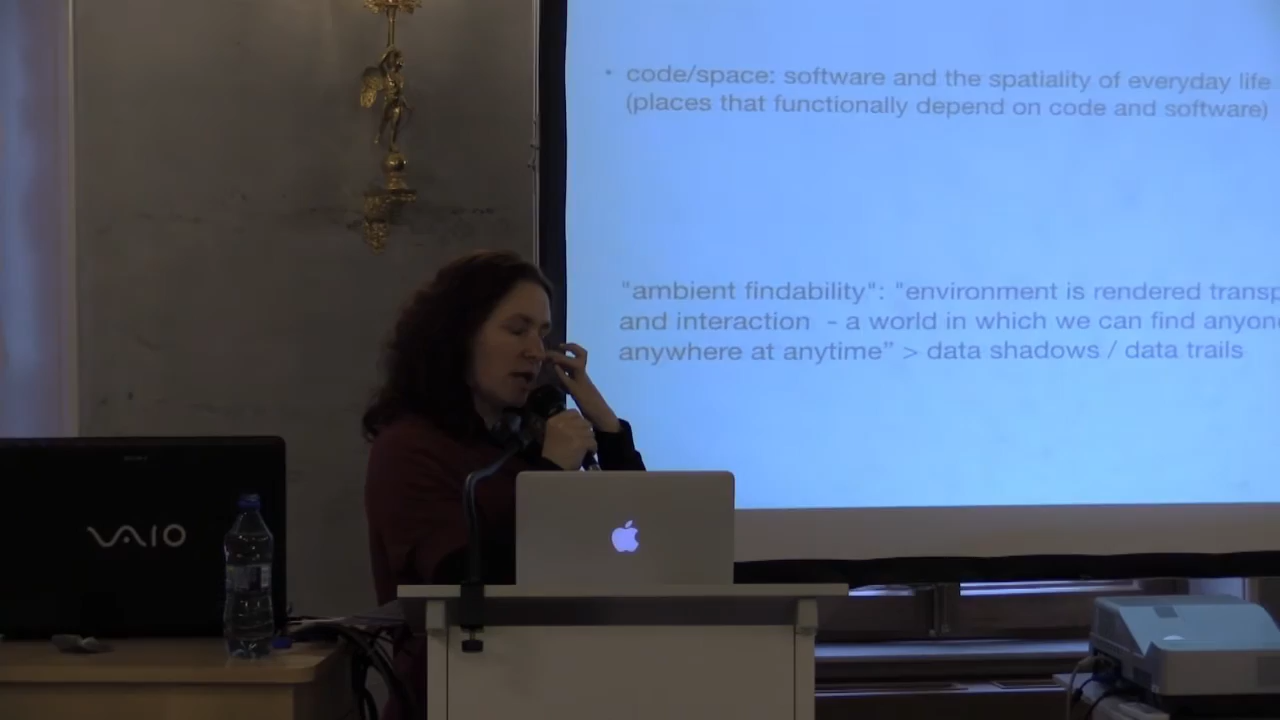 • code/space: software and the spatiality of everyday life
(places that functionally depend on code and software)
"ambient findability": "environment is rendered transp
and interaction - a world in which we can find anyon
anywhere at anytime” > data shadows / data trails
VAIO